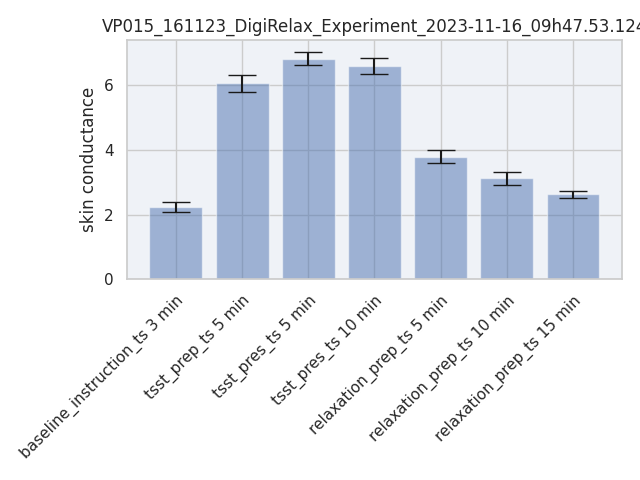 VP015_161123_DigiRelax_Experiment_2023-11-16_09h47.53.124
skin conductance
6
4
2
0
baseline_instruction_ts 3 min
tsst_prep_ts 5 min
tsst_pres_ts 5 min
tsst_pres_ts 10 min
relaxation_prep_ts 5 min
relaxation_prep_ts 10 min
relaxation_prep_ts 15 min